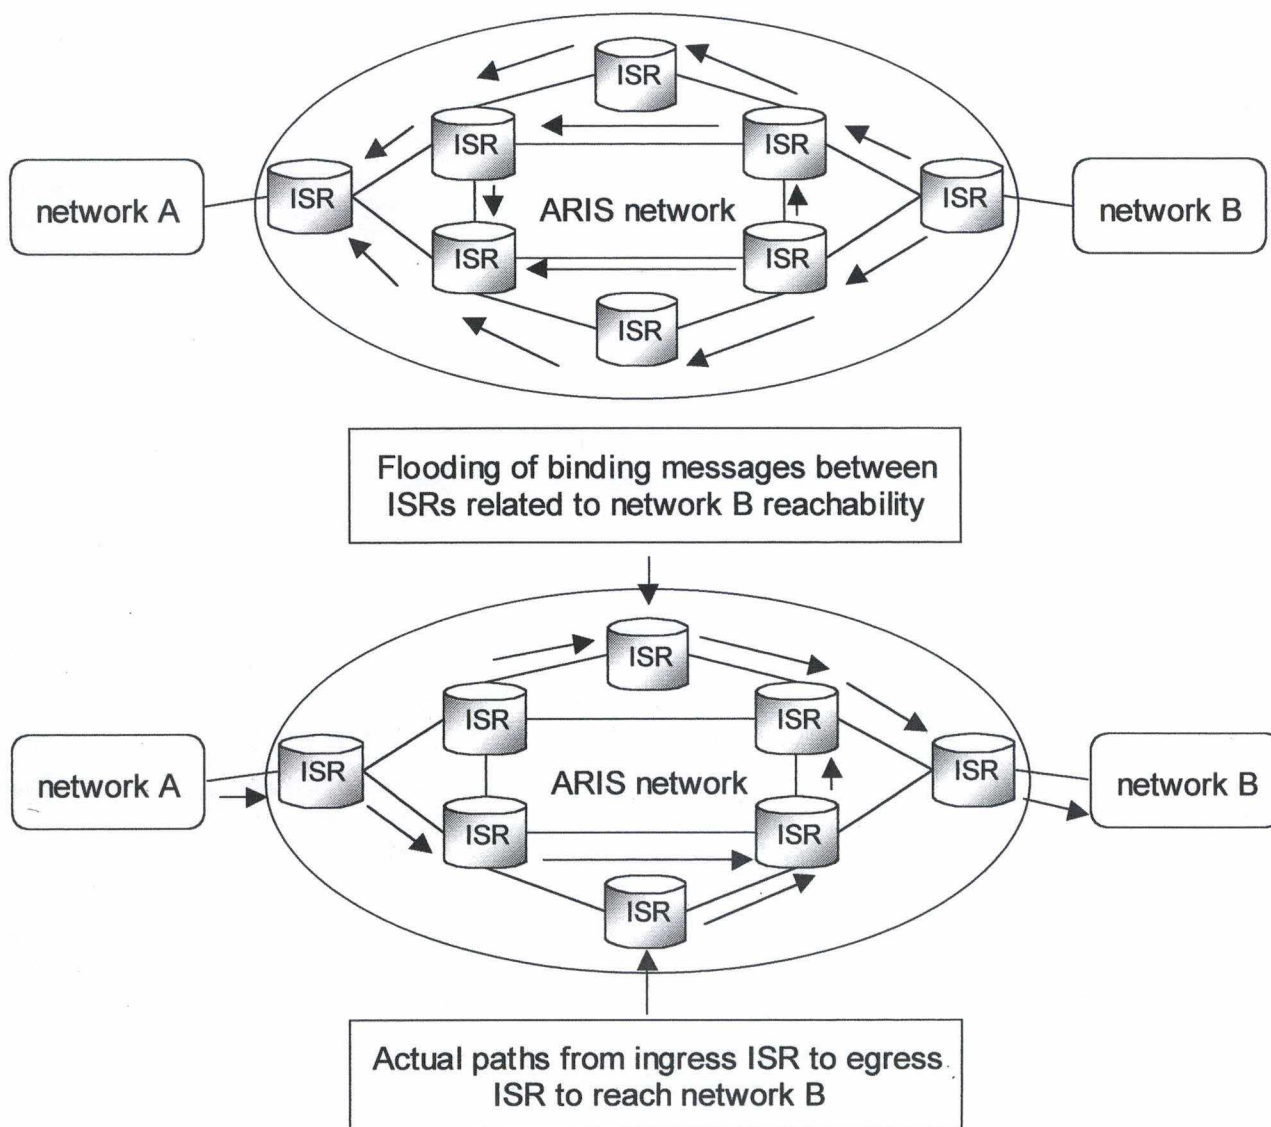 ISR
ISR
ISR
network A
ISR
ARIS network
ISR
network B
ISR
ISR
ISR
Flooding of binding messages between
ISRs related to network B reachability
ISR
ISR
ISR
network A
ISR
ARIS network
ISR
network B
ISR
ISR
ISR
Actual paths from ingress ISR to egress
ISR to reach network B